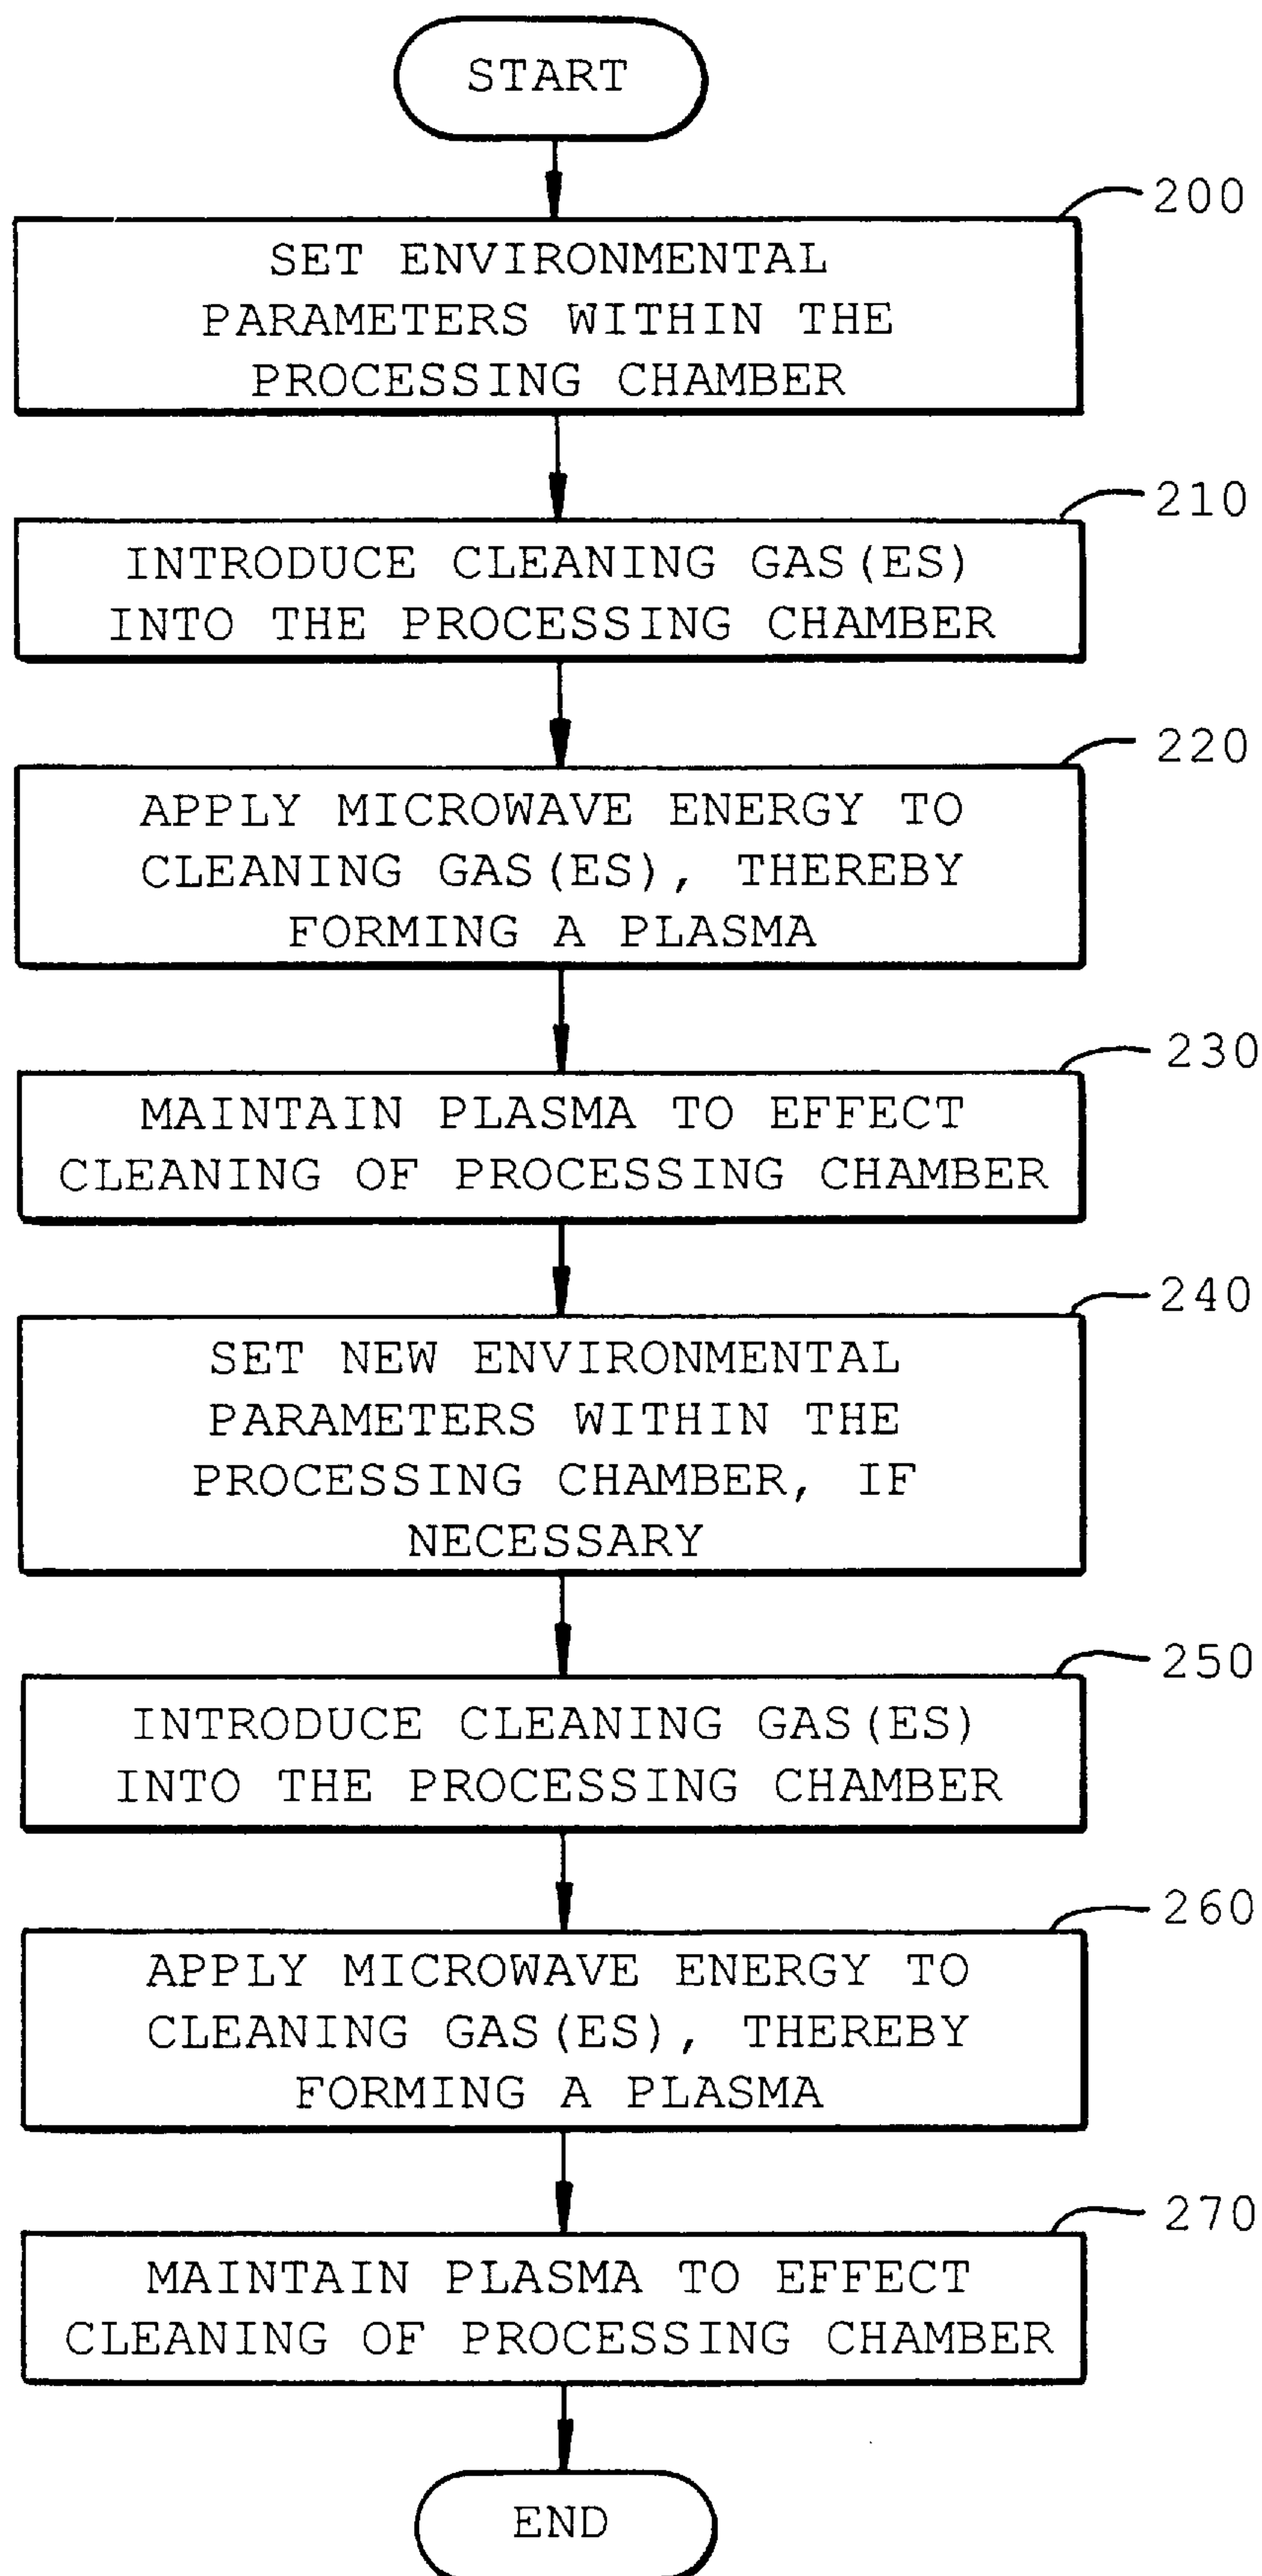 START
200
SET ENVIRONMENTAL
PARAMETERS WITHIN THE
PROCESSING CHAMBER
210
INTRODUCE CLEANING GAS(ES)
INTO THE PROCESSING CHAMBER
220
APPLY MICROWAVE ENERGY TO
CLEANING GAS(ES), THEREBY
FORMING A PLASMA
230
MAINTAIN PLASMA TO EFFECT
CLEANING OF PROCESSING CHAMBER
240
SET NEW ENVIRONMENTAL
PARAMETERS WITHIN THE
PROCESSING CHAMBER, IF
NECESSARY
250
INTRODUCE CLEANING GAS(ES)
INTO THE PROCESSING CHAMBER
260
APPLY MICROWAVE ENERGY TO
CLEANING GAS(ES), THEREBY
FORMING A PLASMA
270
MAINTAIN PLASMA TO EFFECT
CLEANING OF PROCESSING CHAMBER
END